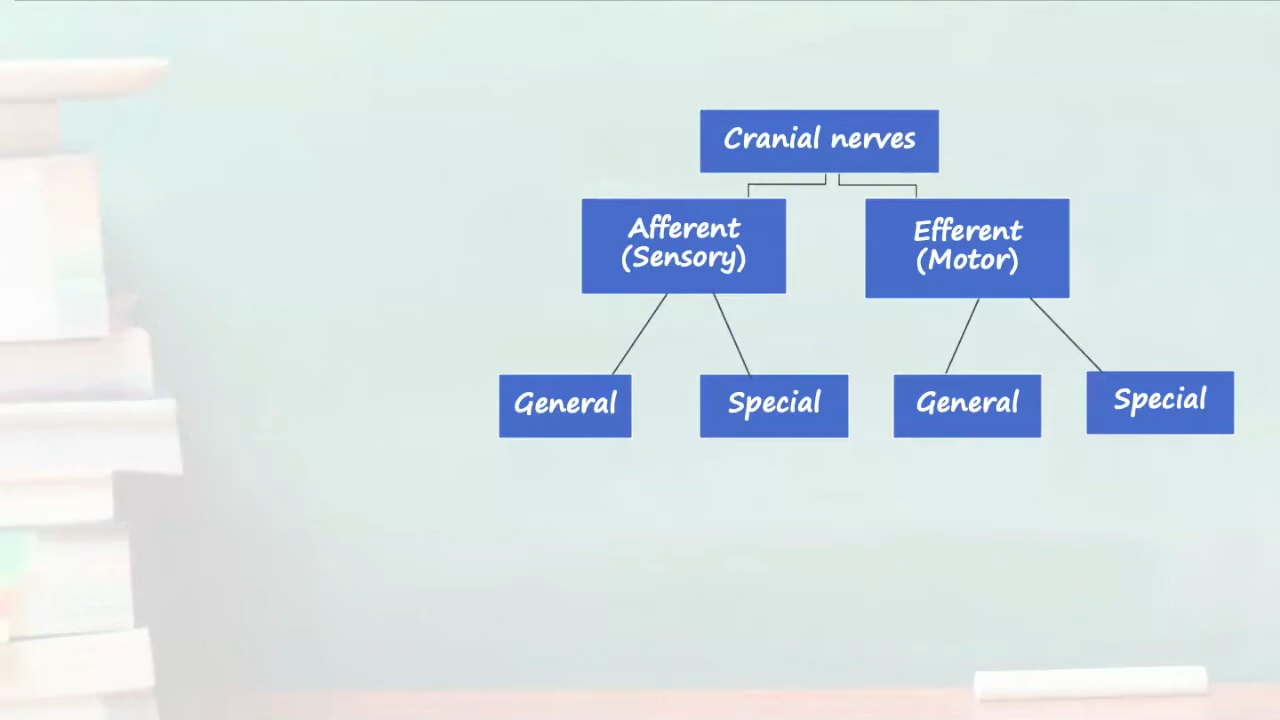 Cranial nerves
Afferent
(Sensory)
Efferent
(Motor)
General
Special
General
Special